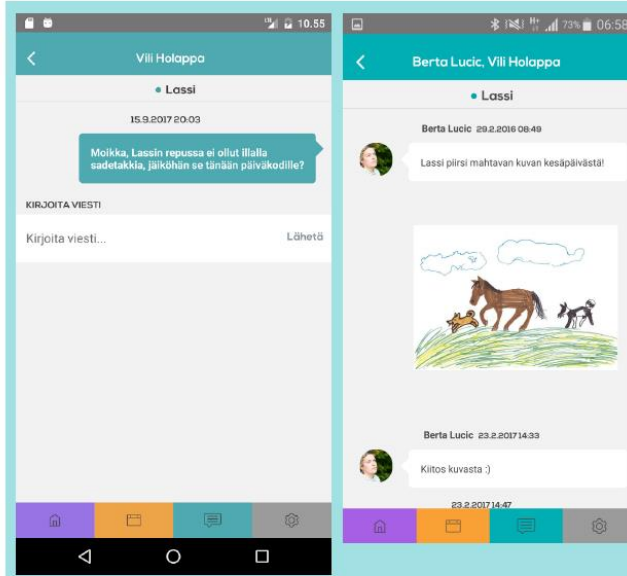 10.55
Vili Holappa
Lassi
15.9.2017 20:03
Moikka, Lassin repussa ei ollut illalla
sadetakkia, jäiköhän se tänään päiväkodille?
KIRJOITA VIESTI
Kirjoita viesti...
Lähetä
73% 06:58
Berta Lucic, Vili Holappa
Lassi
Berta Lucic 29.2.2016 08:49
Lassi piirsi mahtavan kuvan kesäpäivästä!
Berta Lucic 23.2.2017 14:33
Kiitos kuvasta :)
23.2.2017 14:47